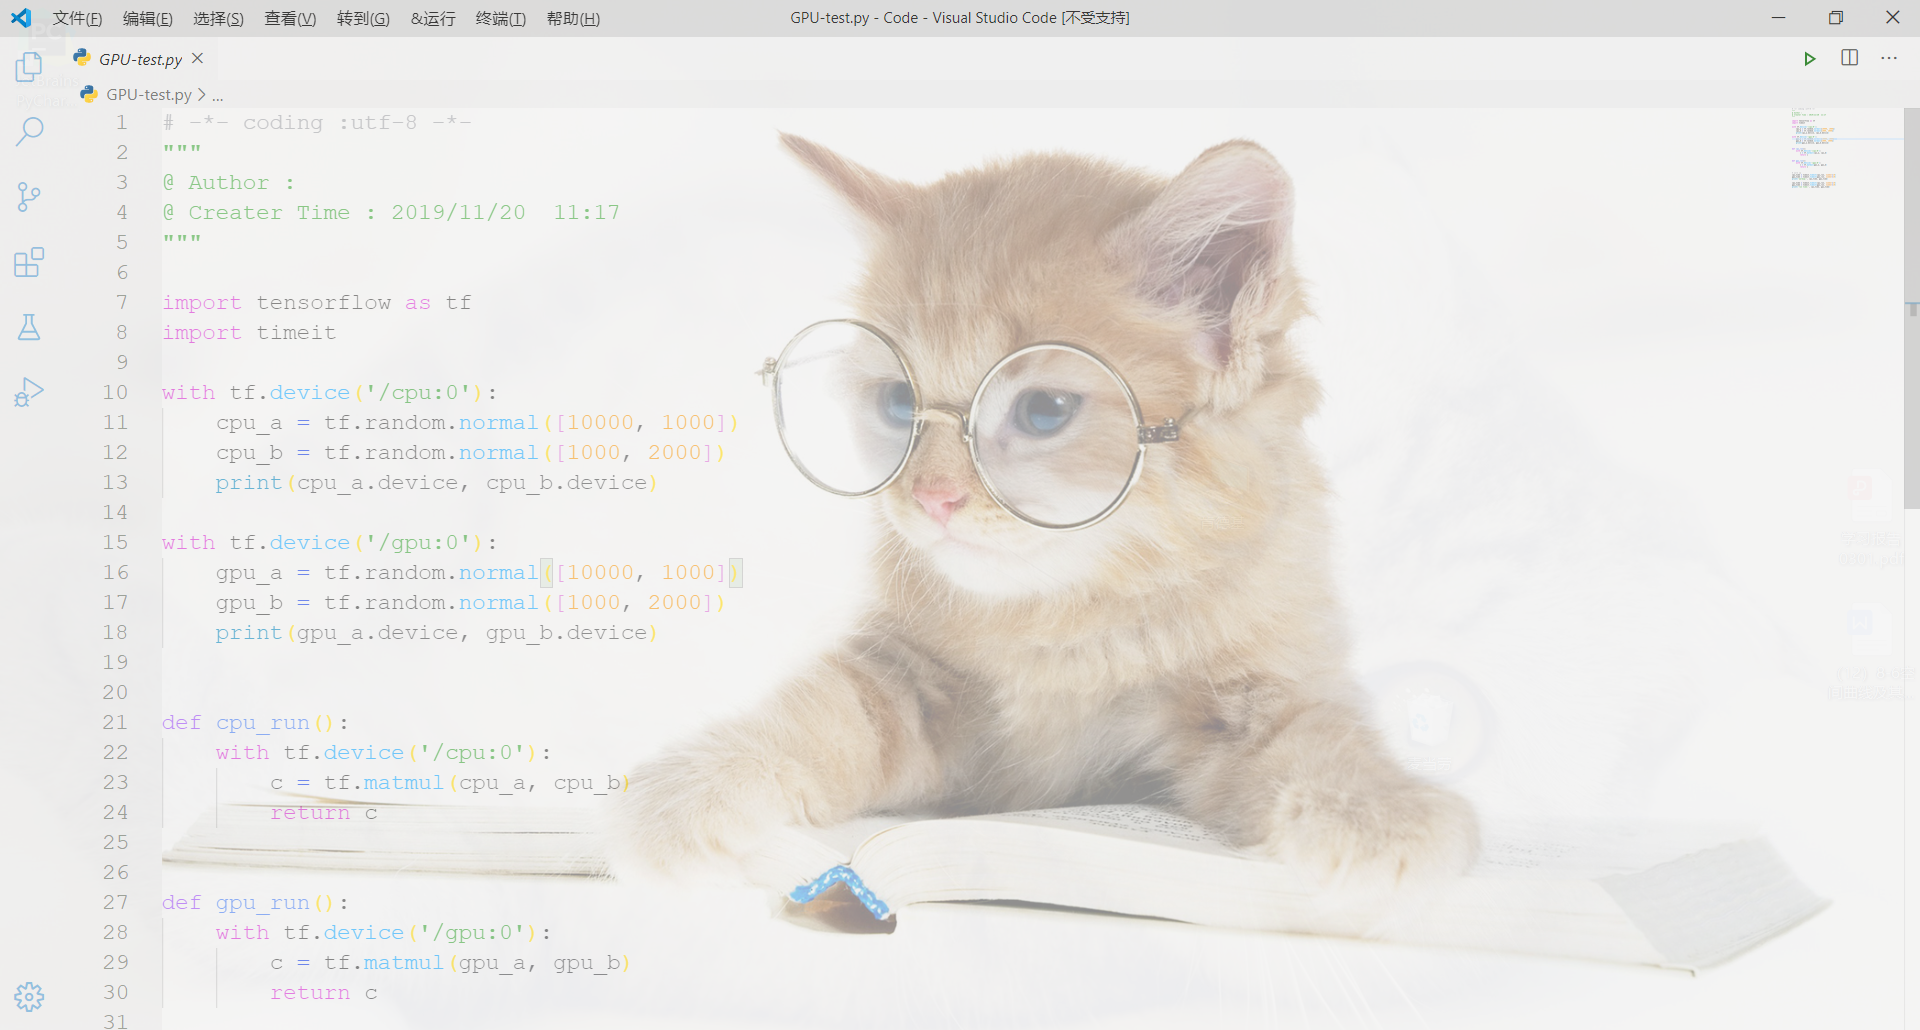 文件(F) 编辑(E) 选择(S) 查看(V) 转到(G) &运行 终端(T) 帮助(H) GPU-test.py - Code - Visual Studio Code [不受支持]
GPU-test.py
GPU-test.py > ...
1 # -*- coding :utf-8 -*-
2 """
3 @ Author :
4 @ Creater Time : 2019/11/20  11:17
5 """
6
7 import tensorflow as tf
8 import timeit
9
10 with tf.device('/cpu:0'):
11     cpu_a = tf.random.normal([10000, 1000])
12     cpu_b = tf.random.normal([1000, 2000])
13     print(cpu_a.device, cpu_b.device)
14
15 with tf.device('/gpu:0'):
16     gpu_a = tf.random.normal([10000, 1000])
17     gpu_b = tf.random.normal([1000, 2000])
18     print(gpu_a.device, gpu_b.device)
19
20
21 def cpu_run():
22     with tf.device('/cpu:0'):
23         c = tf.matmul(cpu_a, cpu_b)
24         return c
25
26
27 def gpu_run():
28     with tf.device('/gpu:0'):
29         c = tf.matmul(gpu_a, gpu_b)
30         return c
31